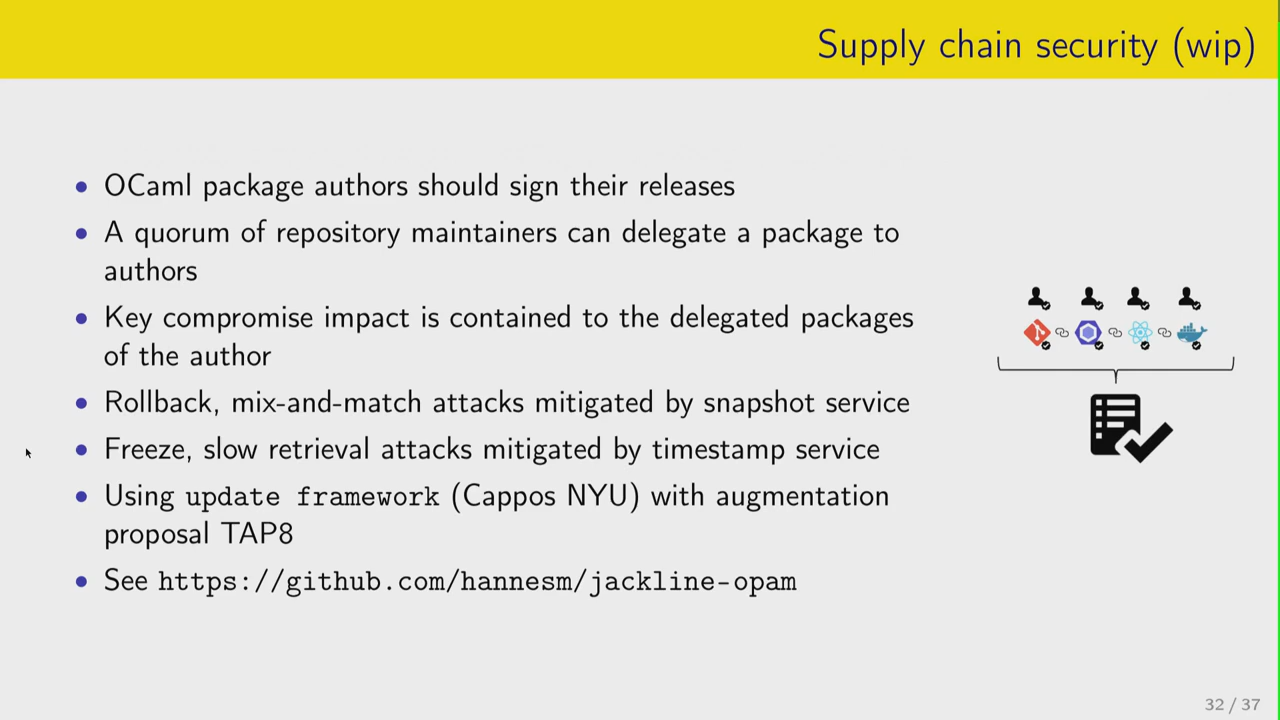 Supply chain security (wip)
• OCaml package authors should sign their releases
• A quorum of repository maintainers can delegate a package to
authors
• Key compromise impact is contained to the delegated packages
of the author
• Rollback, mix-and-match attacks mitigated by snapshot service
• Freeze, slow retrieval attacks mitigated by timestamp service
• Using update framework (Cappos NYU) with augmentation
proposal TAP8
• See https://github.com/hannesm/jackline-opam
32 / 37